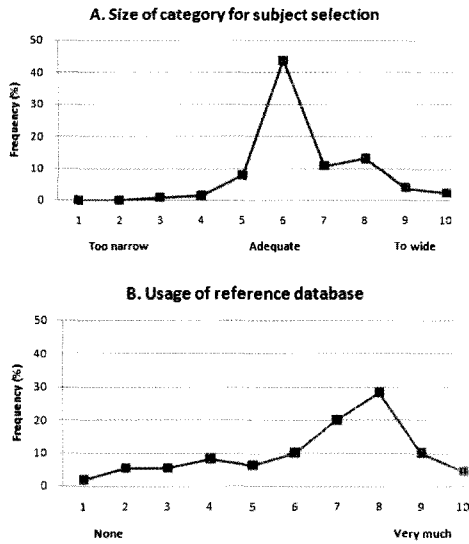 A. Size of category for subject selection
50
40
30
20
10
0
Frequency (%)
1 2 3 4 5 6 7 8 9 10
Too narrow Adequate To wide
B. Usage of reference database
50
40
30
20
10
0
Frequency (%)
1 2 3 4 5 6 7 8 9 10
None Very much